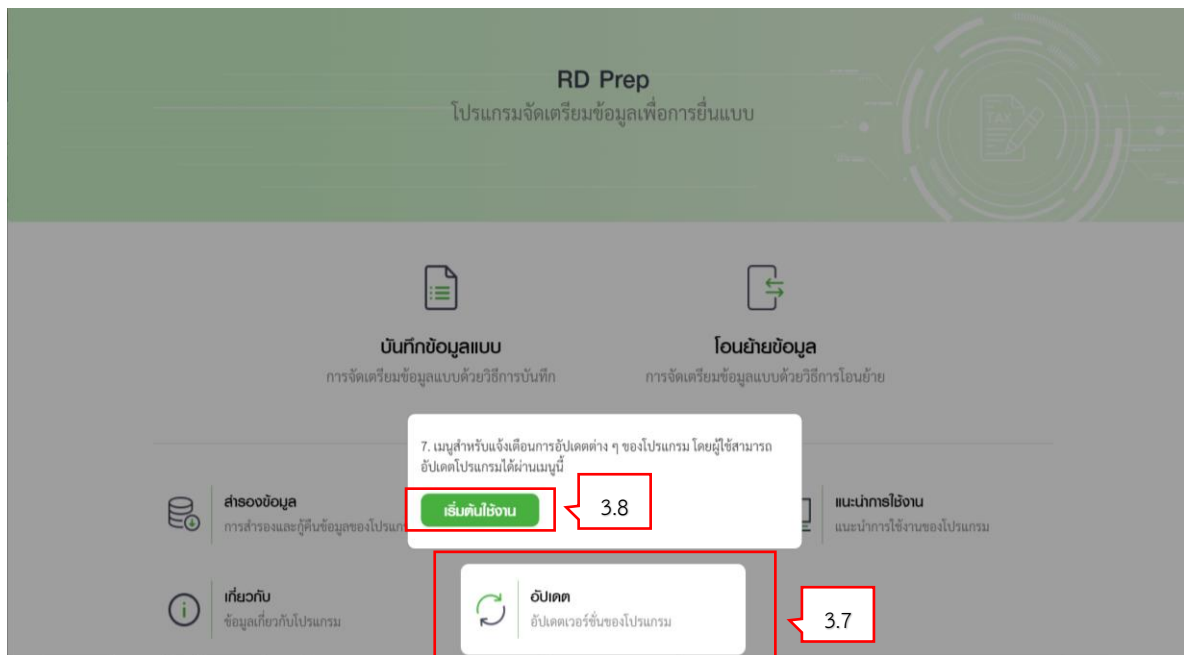 RD Prep
โปรแกรมจัดเตรียมข้อมูลเพื่อการยื่นแบบ
TAX
บันทึกข้อมูลแบบ
โอนย้ายข้อมูล
การจัดเตรียมข้อมูลแบบด้วยวิธีการบันทึก
การจัดเตรียมข้อมูลแบบด้วยวิธีการโอนย้าย
7. เมนูสำหรับแจ้งเตือนการอัปเดตต่าง ๆ ของโปรแกรม โดยผู้ใช้สามารถ
อัปเดตโปรแกรมได้ผ่านเมนูนี้
เริ่มต้นใช้งาน
3.8
สำรองข้อมูล
การสำรองและกู้คืนข้อมูลของโปรแกร
แนะนำการใช้งาน
แนะนำการใช้งานของโปรแกรม
เกี่ยวกับ
ข้อมูลเกี่ยวกับโปรแกรม
อัปเดต
อัปเดตเวอร์ชั่นของโปรแกรม
3.7